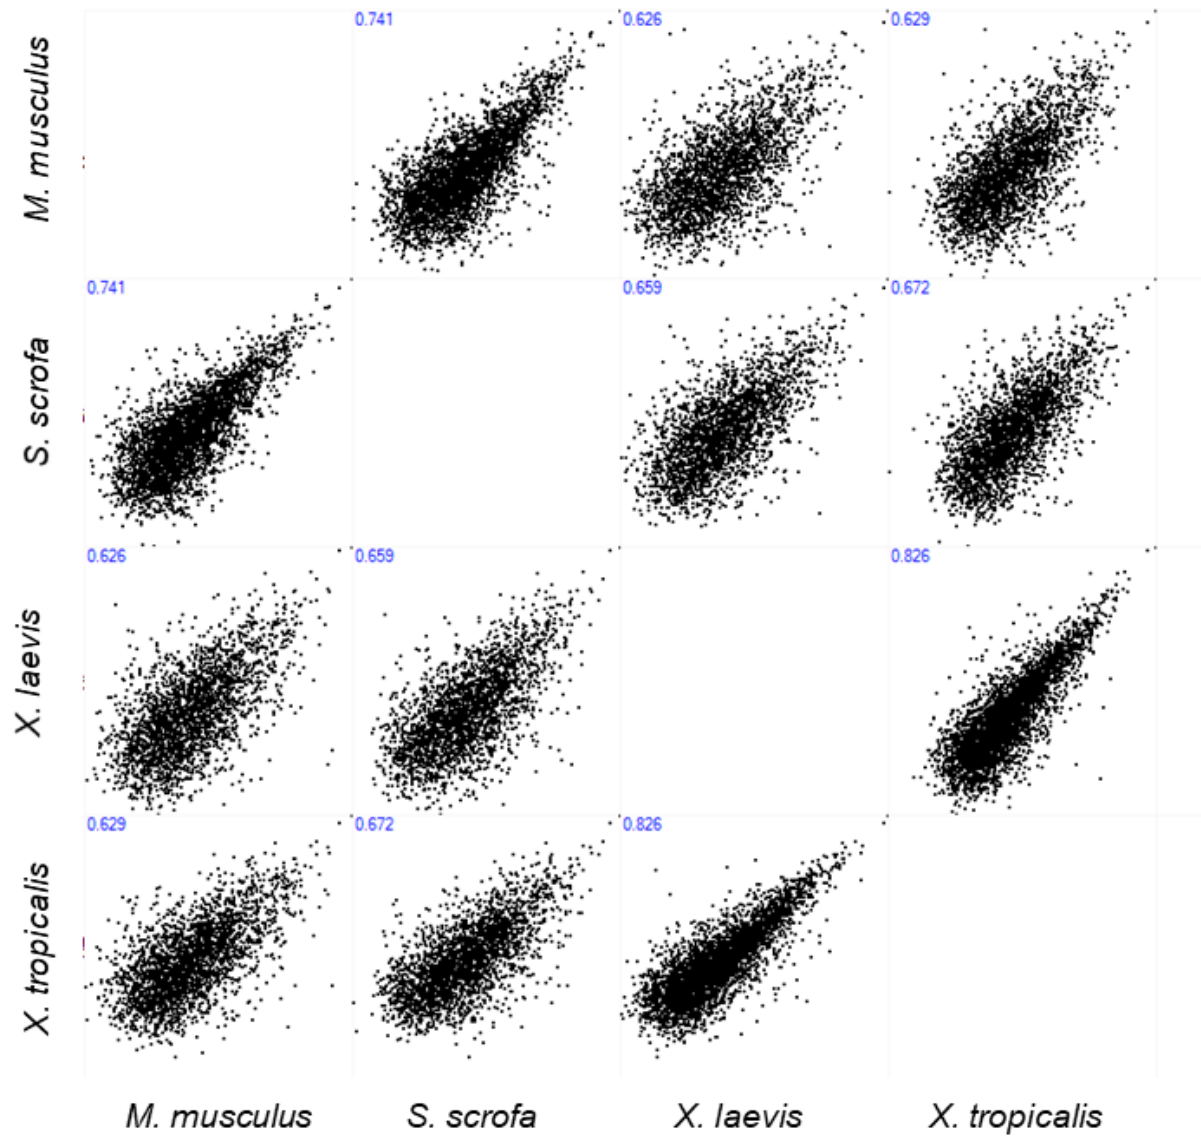 M. musculus
0.741
0.626
0.629
S. scrofa
0.741
0.659
0.672
X. laevis
0.626
0.659
0.826
X. tropicalis
0.629
0.672
0.826
M. musculus
S. scrofa
X. laevis
X. tropicalis